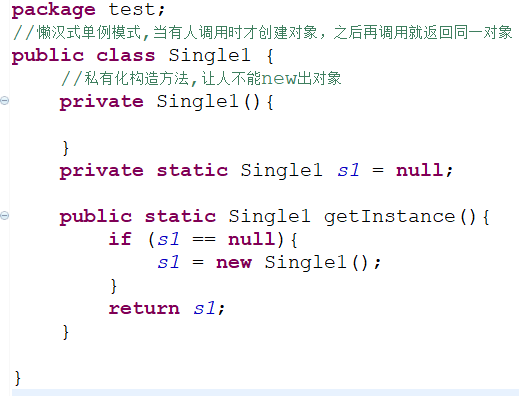 package test;
//懒汉式单例模式,当有人调用时才创建对象，之后再调用就返回同一对象
public class Single1 {
//私有化构造方法,让人不能new出对象
private Single1(){
}
private static Single1 s1 = null;
public static Single1 getInstance(){
if (s1 == null){
s1 = new Single1();
}
return s1;
}
}